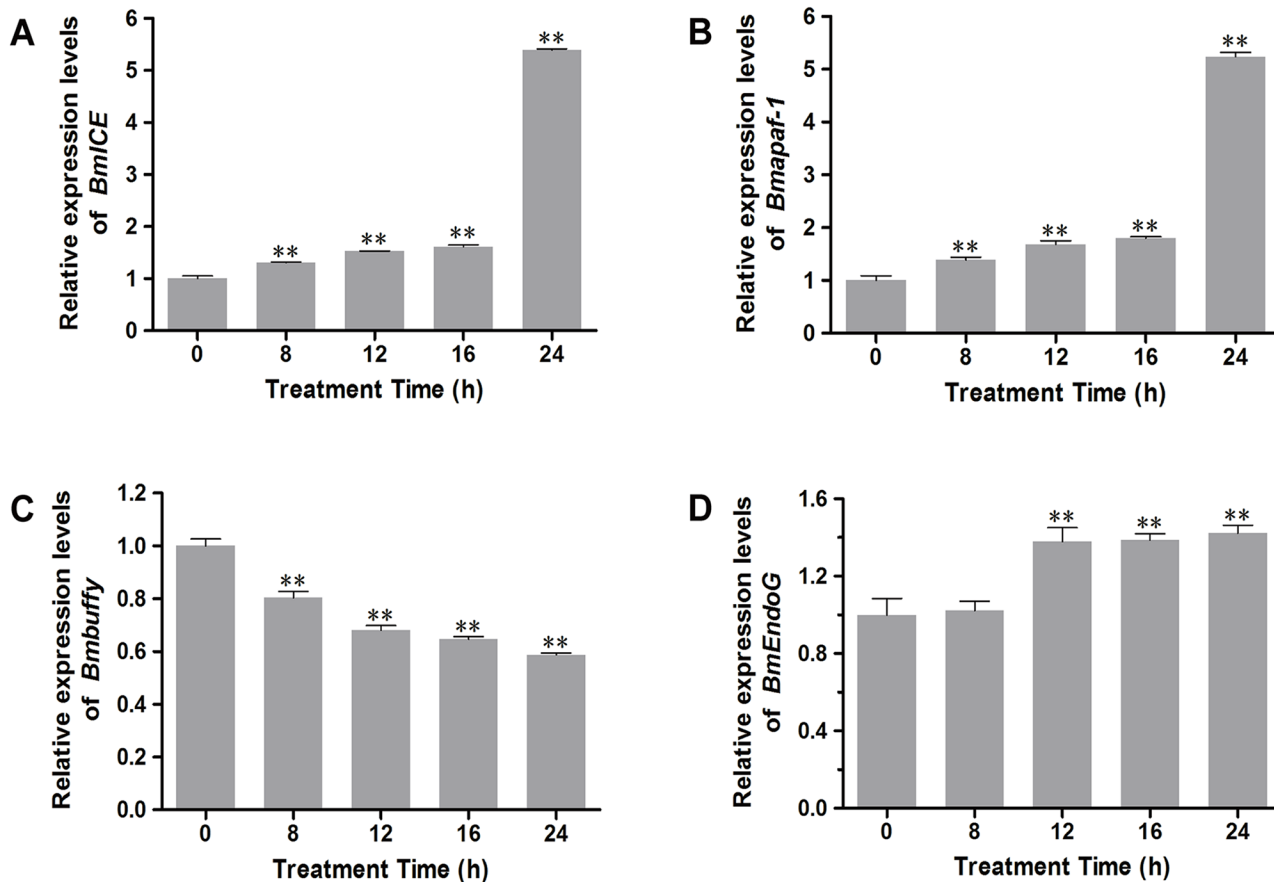 A
Relative expression levels
of BmICE
6
5
4
3
2
1
0
**
**
**
**
0 8 12 16 24
Treatment Time (h)
B
Relative expression levels
of Bmapaf-1
6
5
4
3
2
1
0
**
**
**
**
0 8 12 16 24
Treatment Time (h)
C
Relative expression levels
of Bmbuffy
1.2
1.0
0.8
0.6
0.4
0.2
0.0
**
**
**
**
0 8 12 16 24
Treatment Time (h)
D
Relative expression levels
of BmEndoG
1.6
1.2
0.8
0.4
0.0
**
**
**
0 8 12 16 24
Treatment Time (h)